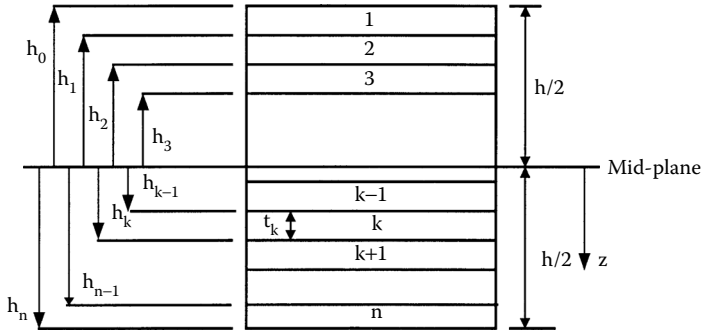 1
h₀
2
h₁
3
h/2
h₂
h₃
Mid-plane
hₖ₋₁
k–1
hₖ
tₖ
k
k+1
h/2
z
hₙ₋₁
hₙ
n